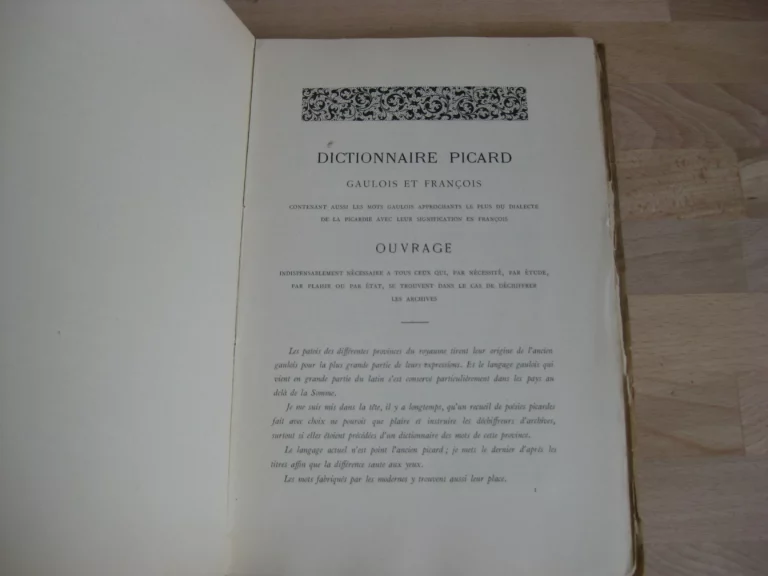 DICTIONNAIRE PICARD
GAULOIS ET FRANÇOIS
CONTENANT AUSSI LES MOTS GAULOIS APPROCHANTS LE PLUS DU DIALECTE
DE LA PICARDIE AVEC LEUR SIGNIFICATION EN FRANÇOIS
OUVRAGE
INDISPENSABLEMENT NÉCESSAIRE A TOUS CEUX QUI, PAR NÉCESSITÉ, PAR ÉTUDE,
PAR PLAISIR OU PAR ÉTAT, SE TROUVENT DANS LE CAS DE DÉCHIFFRER
LES ARCHIVES
Les patois des différentes provinces du royaume tirent leur origine de l'ancien
gaulois pour la plus grande partie de leurs expressions. Et le langage gaulois qui
vient en grande partie du latin s'est conservé particulièrement dans les pays au
delà de la Somme.
Je me suis mis dans la tête, il y a longtemps, qu'un recueil de poésies picardes
fait avec choix ne pouvoit que plaire et instruire les déchiffreurs d'archives,
surtout si elles étoient précédées d'un dictionnaire des mots de cette province.
Le langage actuel n'est point l'ancien picard ; je mets le dernier d'après les
titres affin que la différence saute aux yeux.
Les mots fabriqués par les modernes y trouvent aussi leur place.
1